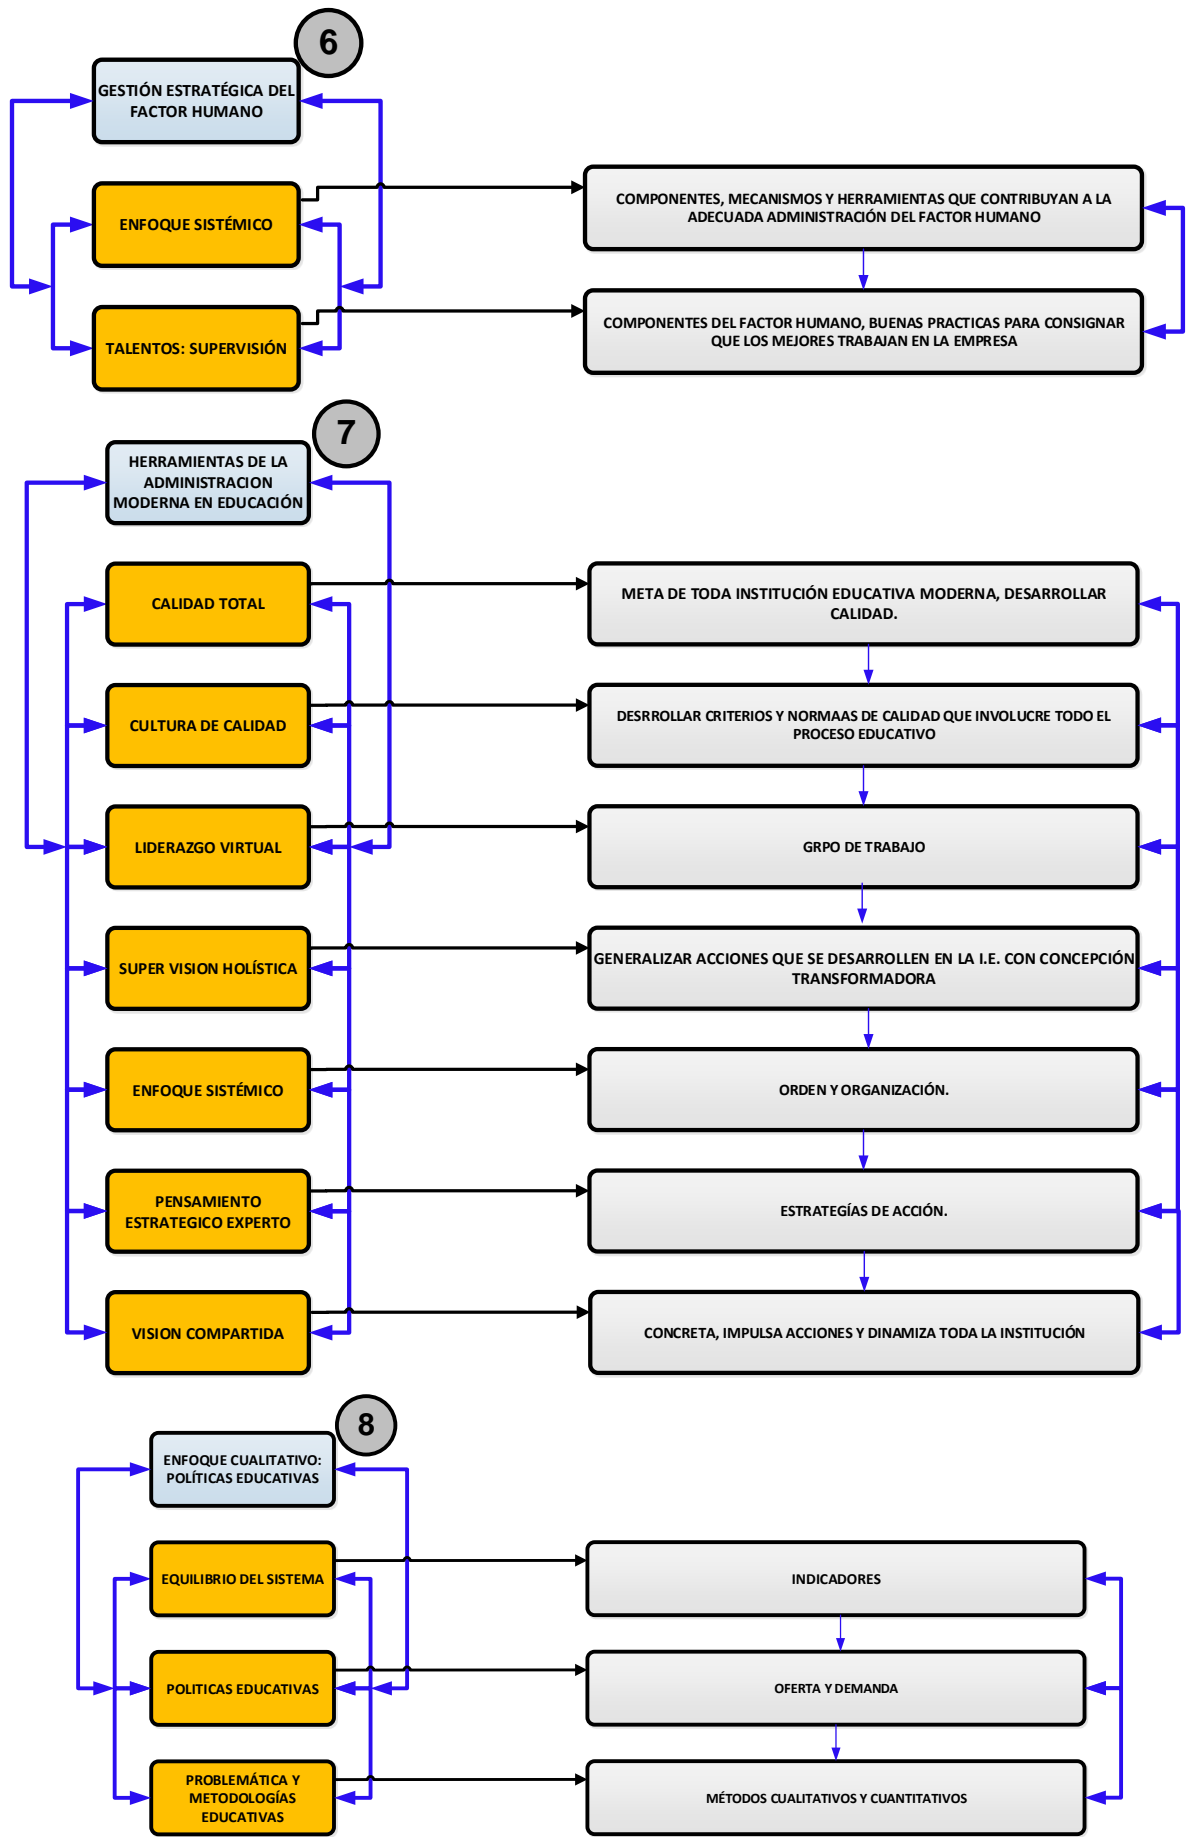 6
GESTIÓN ESTRATÉGICA DEL
FACTOR HUMANO
ENFOQUE SISTÉMICO
COMPONENTES, MECANISMOS Y HERRAMIENTAS QUE CONTRIBUYAN A LA
ADECUADA ADMINISTRACIÓN DEL FACTOR HUMANO
TALENTOS: SUPERVISIÓN
COMPONENTES DEL FACTOR HUMANO, BUENAS PRACTICAS PARA CONSIGNAR
QUE LOS MEJORES TRABAJAN EN LA EMPRESA
7
HERRAMIENTAS DE LA
ADMINISTRACION
MODERNA EN EDUCACIÓN
CALIDAD TOTAL
META DE TODA INSTITUCIÓN EDUCATIVA MODERNA, DESARROLLAR
CALIDAD.
CULTURA DE CALIDAD
DESRROLLAR CRITERIOS Y NORMAAS DE CALIDAD QUE INVOLUCRE TODO EL
PROCESO EDUCATIVO
LIDERAZGO VIRTUAL
GRPO DE TRABAJO
SUPER VISION HOLÍSTICA
GENERALIZAR ACCIONES QUE SE DESARROLLEN EN LA I.E. CON CONCEPCIÓN
TRANSFORMADORA
ENFOQUE SISTÉMICO
ORDEN Y ORGANIZACIÓN.
PENSAMIENTO
ESTRATEGICO EXPERTO
ESTRATEGÍAS DE ACCIÓN.
VISION COMPARTIDA
CONCRETA, IMPULSA ACCIONES Y DINAMIZA TODA LA INSTITUCIÓN
8
ENFOQUE CUALITATIVO:
POLÍTICAS EDUCATIVAS
EQUILIBRIO DEL SISTEMA
INDICADORES
POLITICAS EDUCATIVAS
OFERTA Y DEMANDA
PROBLEMÁTICA Y
METODOLOGÍAS
EDUCATIVAS
MÉTODOS CUALITATIVOS Y CUANTITATIVOS